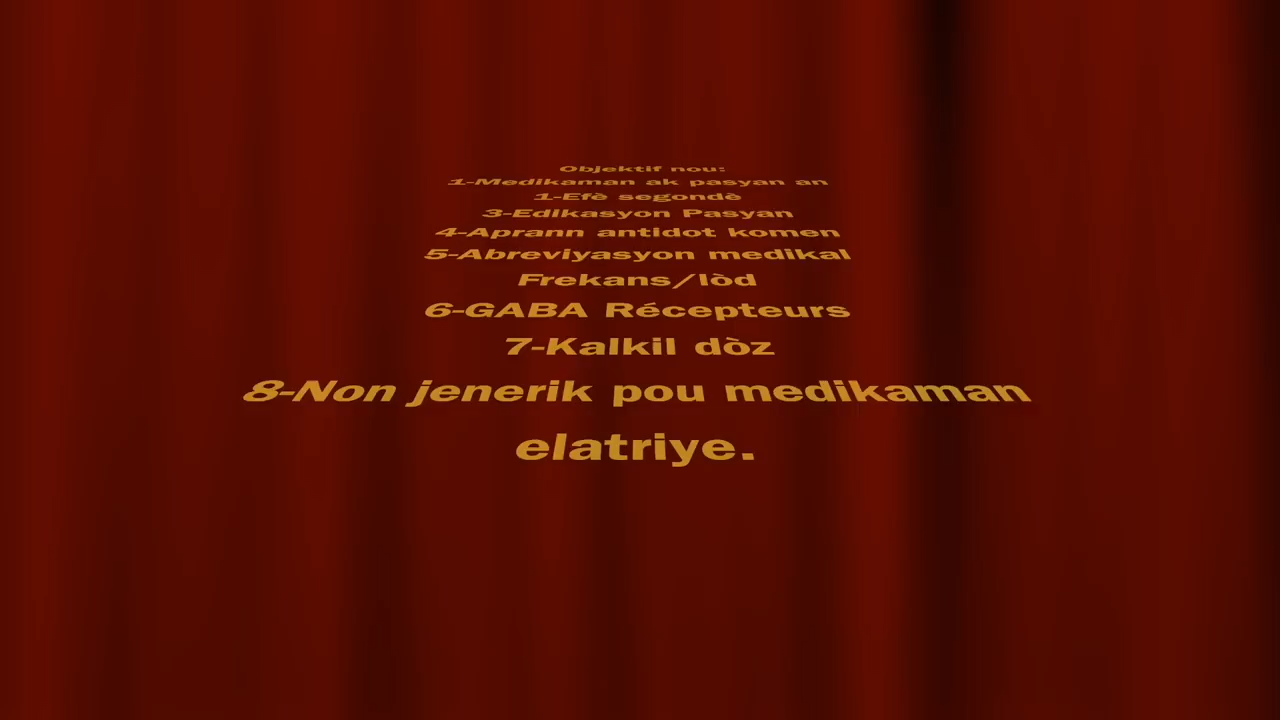 Objektif nou:
1-Medikaman ak pasyan an
1-Efè segondè
3-Edikasyon Pasyan
4-Aprann antidot komen
5-Abreviyasyon medikal
Frekans/lòd
6-GABA Récepteurs
7-Kalkil dòz
8-Non jenerik pou medikaman
elatriye.